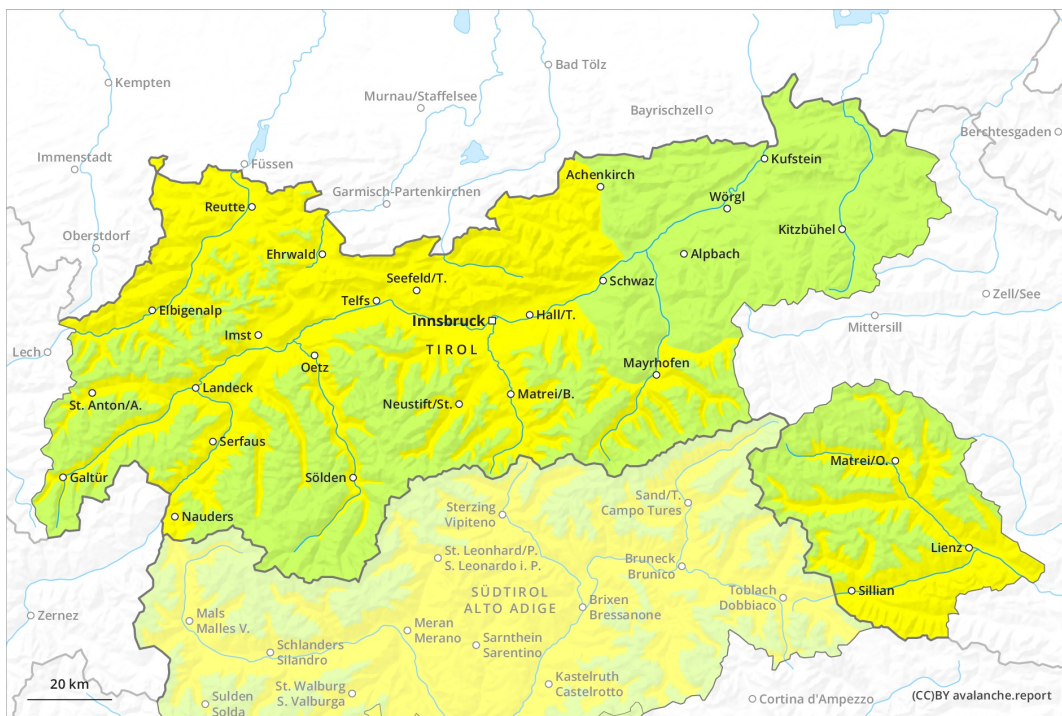 Bad Tölz
Kempten
Murnau/Staffelsee
Bayrischzell
Berchtesgaden
Immenstadt
Füssen
Kufstein
Achenkirch
Garmisch-Partenkirchen
Wörgl
Reutte
Kitzbühel
Oberstdorf
Ehrwald
Alpbach
Seefeld/T.
Schwaz
Zell/See
Telfs
Elbigenalp
Hall/T.
Innsbruck
Mittersill
Imst
TIROL
Lech
Oetz
Mayrhofen
Landeck
St. Anton/A.
Neustift/St.
Matrei/B.
Serfaus
Matrei/O.
Galtür
Sölden
Sand/T.
Campo Tures
Sterzing
Vipiteno
Nauders
Lienz
St. Leonhard/P.
S. Leonardo i. P.
Bruneck
Brunico
SÜDTIROL
ALTO ADIGE
Toblach
Dobbiaco
Sillian
Brixen
Bressanone
Zernez
Mals
Malles V.
Meran
Merano
Schlanders
Silandro
Sarnthein
Sarentino
Kastelruth
Castelrotto
20 km
St. Walburg
S. Valburga
Sulden
Solda
Cortina d'Ampezzo
(CC)BY avalanche.report